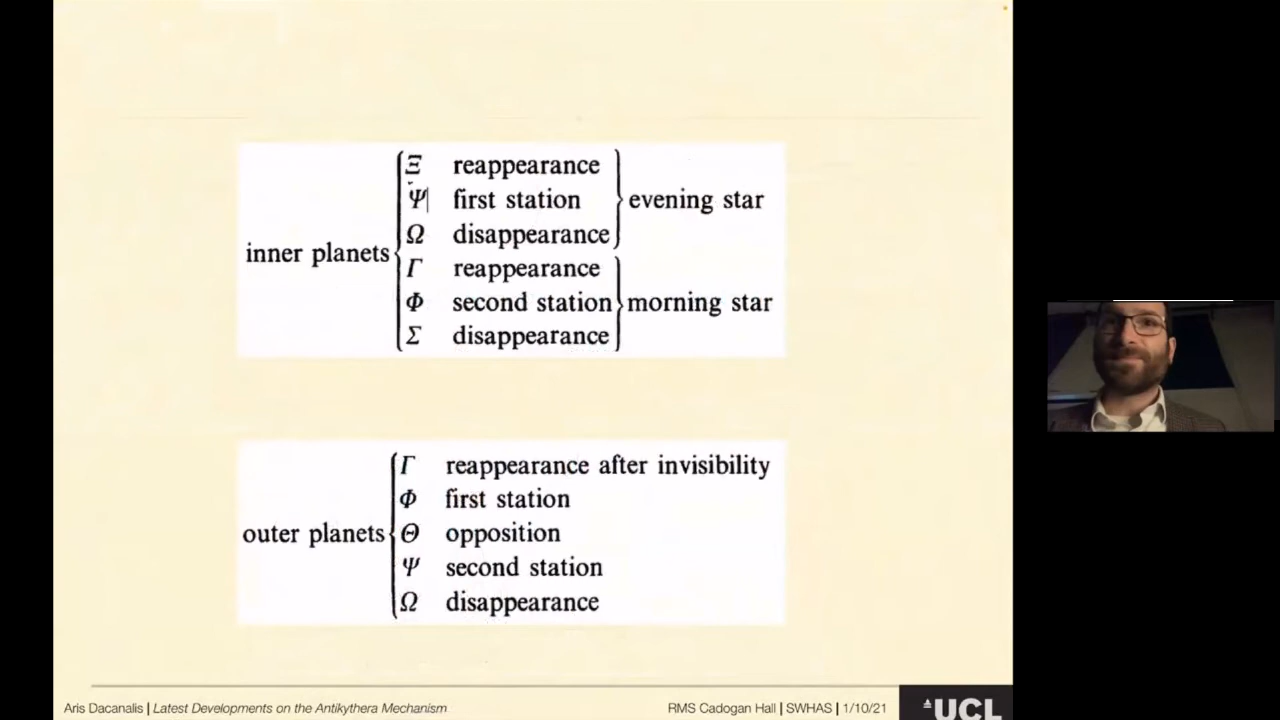 Ξ reappearance
Ψ first station
evening star
Ω disappearance
inner planets
Γ reappearance
Φ second station
morning star
Σ disappearance
Γ reappearance after invisibility
Φ first station
outer planets
Θ opposition
Ψ second station
Ω disappearance
Aris Dacanalis | Latest Developments on the Antikythera Mechanism
RMS Cadogan Hall | SWHAS | 1/10/21
UCL